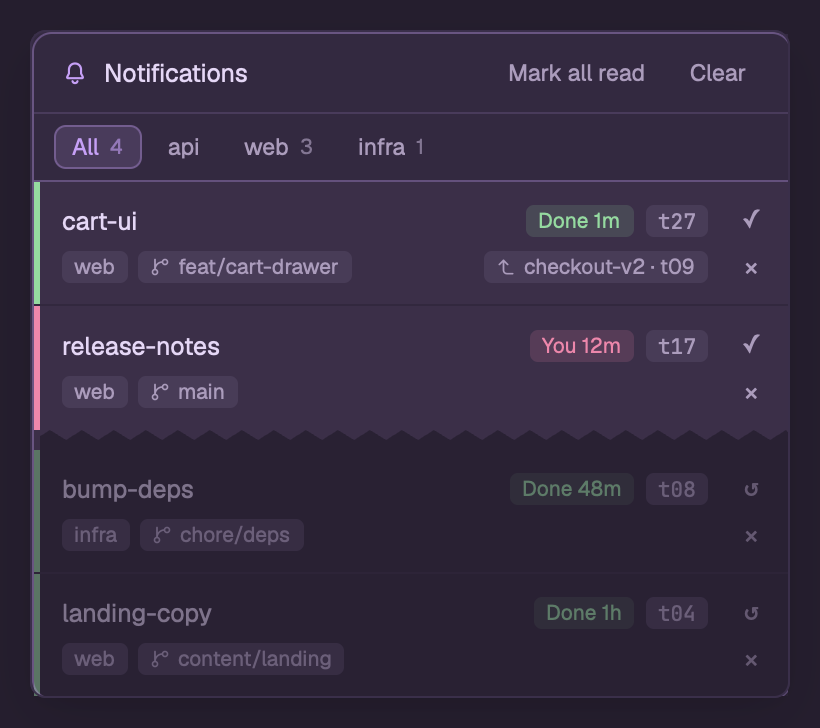 Notifications Mark all read Clear
All 4 api web 3 infra 1
cart-ui Done 1m t27
web feat/cart-drawer checkout-v2 · t09
release-notes You 12m t17
web main
bump-deps Done 48m t08
infra chore/deps
landing-copy Done 1h t04
web content/landing